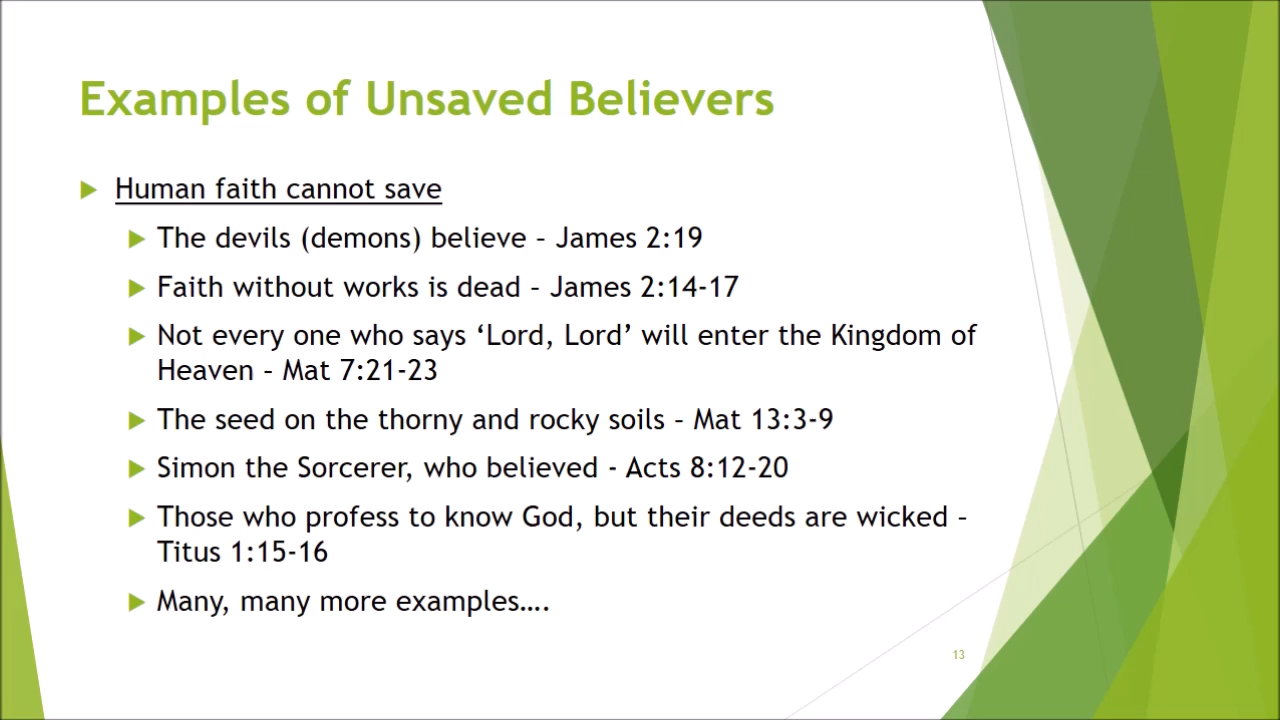 Examples of Unsaved Believers
Human faith cannot save
The devils (demons) believe – James 2:19
Faith without works is dead – James 2:14-17
Not every one who says ‘Lord, Lord’ will enter the Kingdom of
Heaven – Mat 7:21-23
The seed on the thorny and rocky soils – Mat 13:3-9
Simon the Sorcerer, who believed - Acts 8:12-20
Those who profess to know God, but their deeds are wicked –
Titus 1:15-16
Many, many more examples….
13